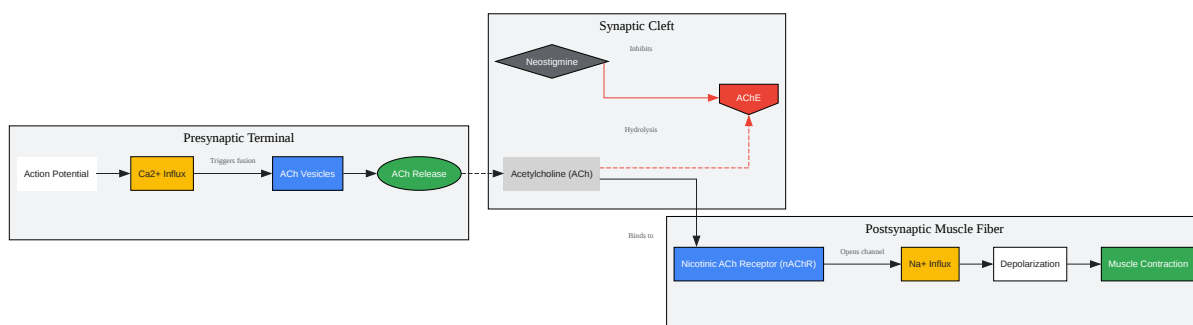 Synaptic Cleft
Neostigmine
Inhibits
AChE
Hydrolysis
Presynaptic Terminal
Action Potential
Ca2+ Influx
Triggers fusion
ACh Vesicles
ACh Release
Acetylcholine (ACh)
Binds to
Postsynaptic Muscle Fiber
Nicotinic ACh Receptor (nAChR)
Opens channel
Na+ Influx
Depolarization
Muscle Contraction